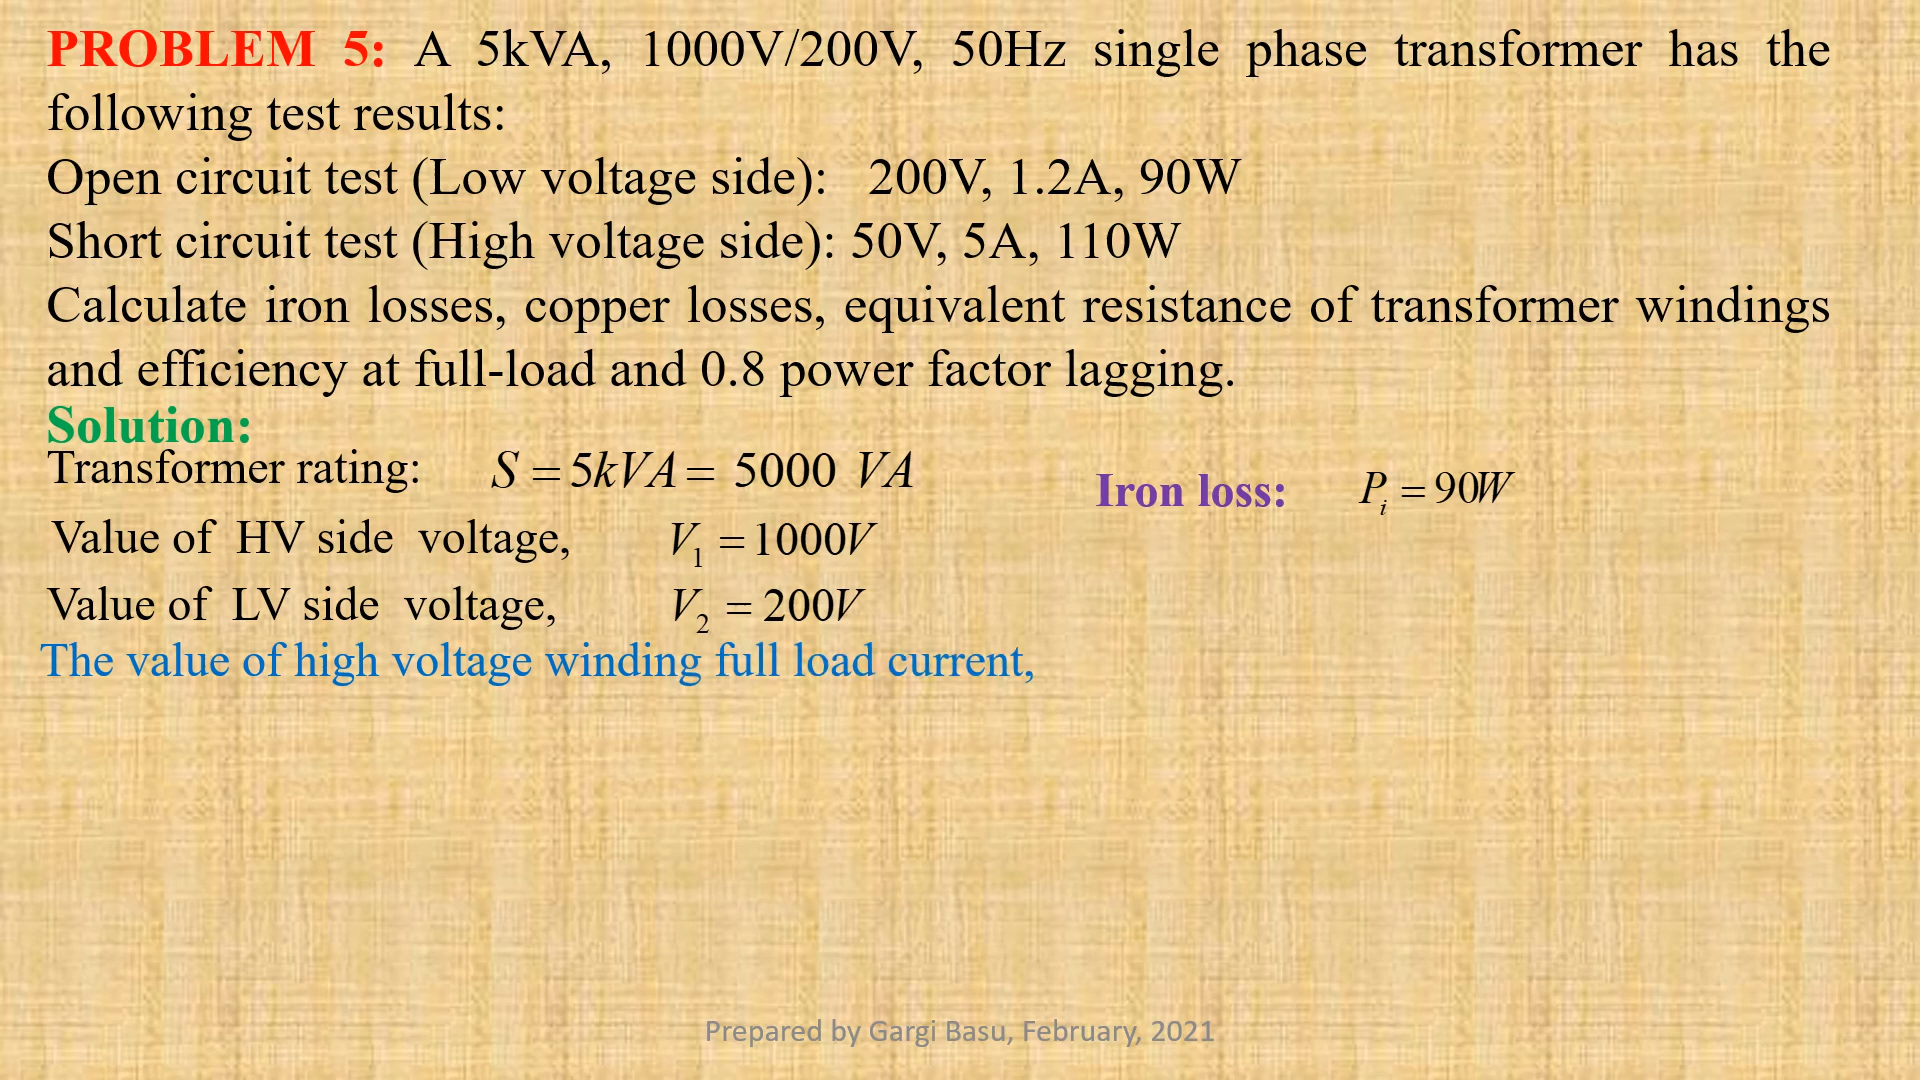 PROBLEM 5: A 5kVA, 1000V/200V, 50Hz single phase transformer has the
following test results:
Open circuit test (Low voltage side): 200V, 1.2A, 90W
Short circuit test (High voltage side): 50V, 5A, 110W
Calculate iron losses, copper losses, equivalent resistance of transformer windings
and efficiency at full-load and 0.8 power factor lagging.
Solution:
Transformer rating: S = 5kVA = 5000 VA
Iron loss: Pᵢ = 90W
Value of HV side voltage, V₁ = 1000V
Value of LV side voltage, V₂ = 200V
The value of high voltage winding full load current,
Prepared by Gargi Basu, February, 2021